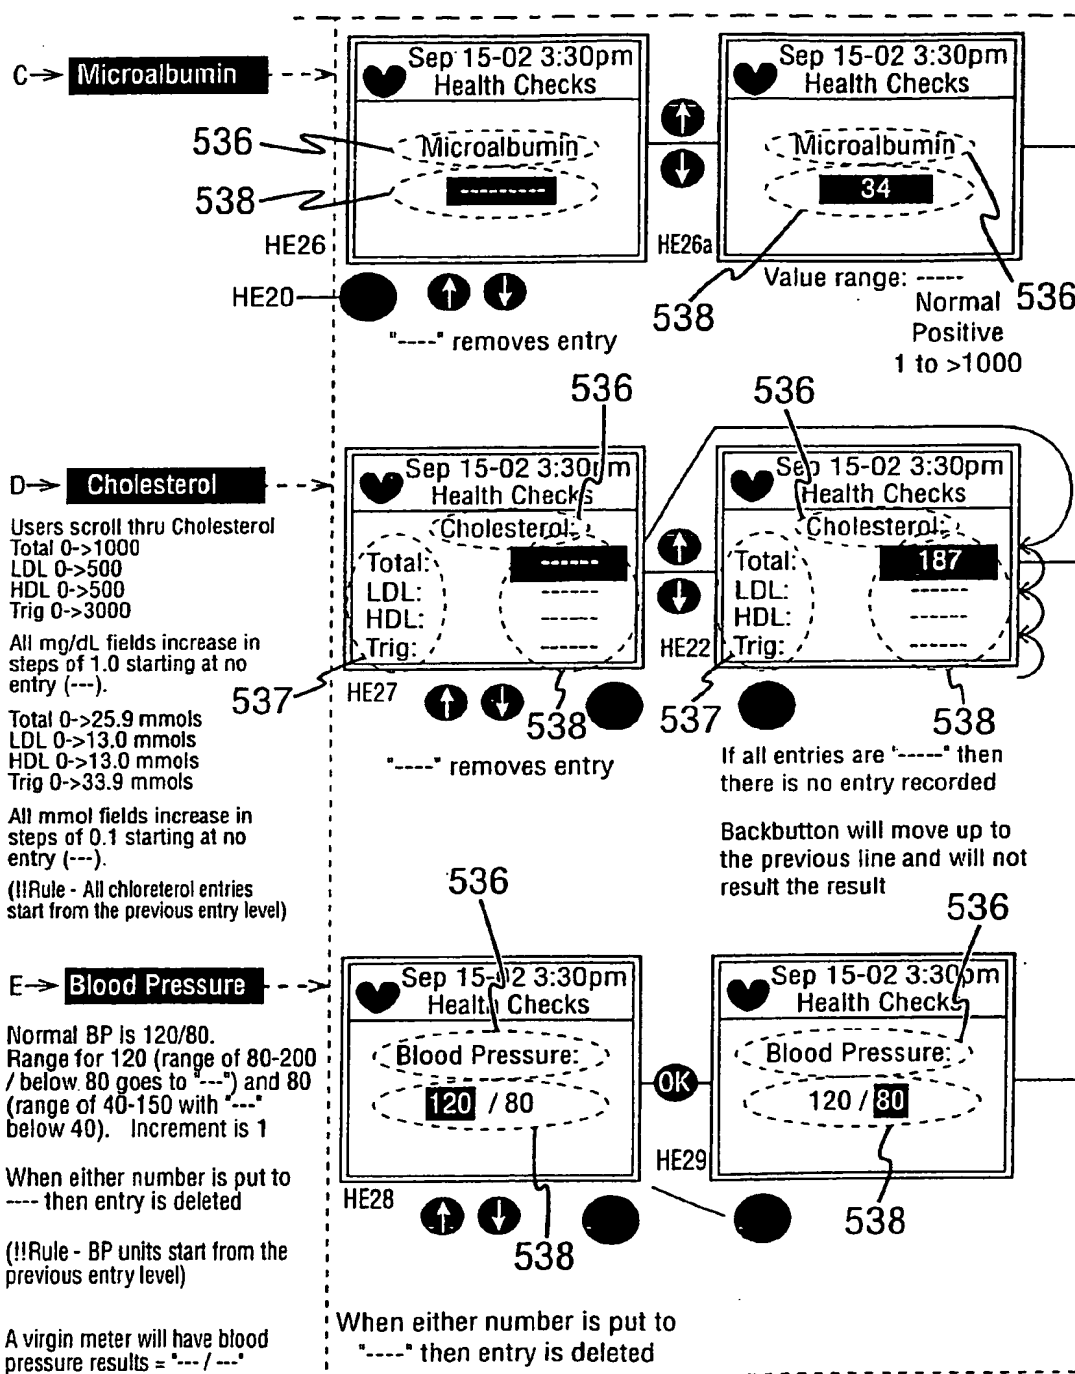 C→ Microalbumin
Sep 15-02 3:30pm
Health Checks
Microalbumin
---------
536
538
HE26
HE20
"----" removes entry
Sep 15-02 3:30pm
Health Checks
Microalbumin
34
HE26a
538
536
Value range: -----
Normal
Positive
1 to >1000
D→ Cholesterol
Users scroll thru Cholesterol
Total 0->1000
LDL 0->500
HDL 0->500
Trig 0->3000
All mg/dL fields increase in
steps of 1.0 starting at no
entry (---).
Total 0->25.9 mmols
LDL 0->13.0 mmols
HDL 0->13.0 mmols
Trig 0->33.9 mmols
All mmol fields increase in
steps of 0.1 starting at no
entry (---).
(!!Rule - All chloreterol entries
start from the previous entry level)
536
Sep 15-02 3:30pm
Health Checks
Cholesterol:
Total: ------
LDL: ------
HDL: ------
Trig: ------
537
HE27
538
"----" removes entry
536
Sep 15-02 3:30pm
Health Checks
Cholesterol:
Total: 187
LDL: ------
HDL: ------
Trig: ------
HE22
537
538
If all entries are "-----" then
there is no entry recorded
Backbutton will move up to
the previous line and will not
result the result
E→ Blood Pressure
Normal BP is 120/80.
Range for 120 (range of 80-200
/ below 80 goes to "---") and 80
(range of 40-150 with "---"
below 40). Increment is 1
When either number is put to
---- then entry is deleted
(!!Rule - BP units start from the
previous entry level)
A virgin meter will have blood
pressure results = "--- / ---"
536
Sep 15-02 3:30pm
Health Checks
Blood Pressure:
120 / 80
HE28
538
When either number is put to
"----" then entry is deleted
OK
536
Sep 15-02 3:30pm
Health Checks
Blood Pressure:
120 / 80
HE29
538